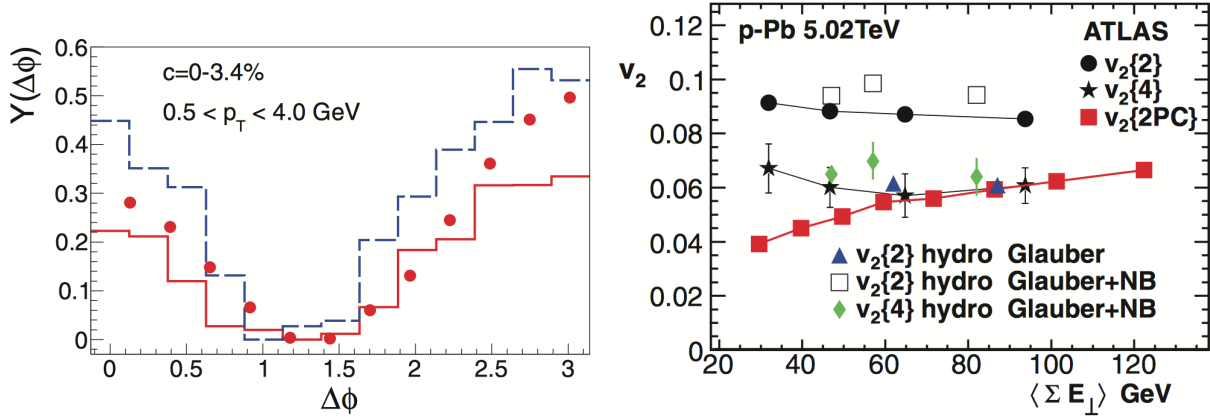 Y(Δϕ)
0.6
0.5
0.4
0.3
0.2
0.1
0
c=0-3.4%
0.5 < p_T < 4.0 GeV
0 0.5 1 1.5 2 2.5 3
Δϕ
v₂
0.12
0.1
0.08
0.06
0.04
0.02
0
p-Pb 5.02TeV
ATLAS
v₂{2}
v₂{4}
v₂{2PC}
v₂{2} hydro Glauber
v₂{2} hydro Glauber+NB
v₂{4} hydro Glauber+NB
20 40 60 80 100 120
⟨ Σ E⊥⟩ GeV